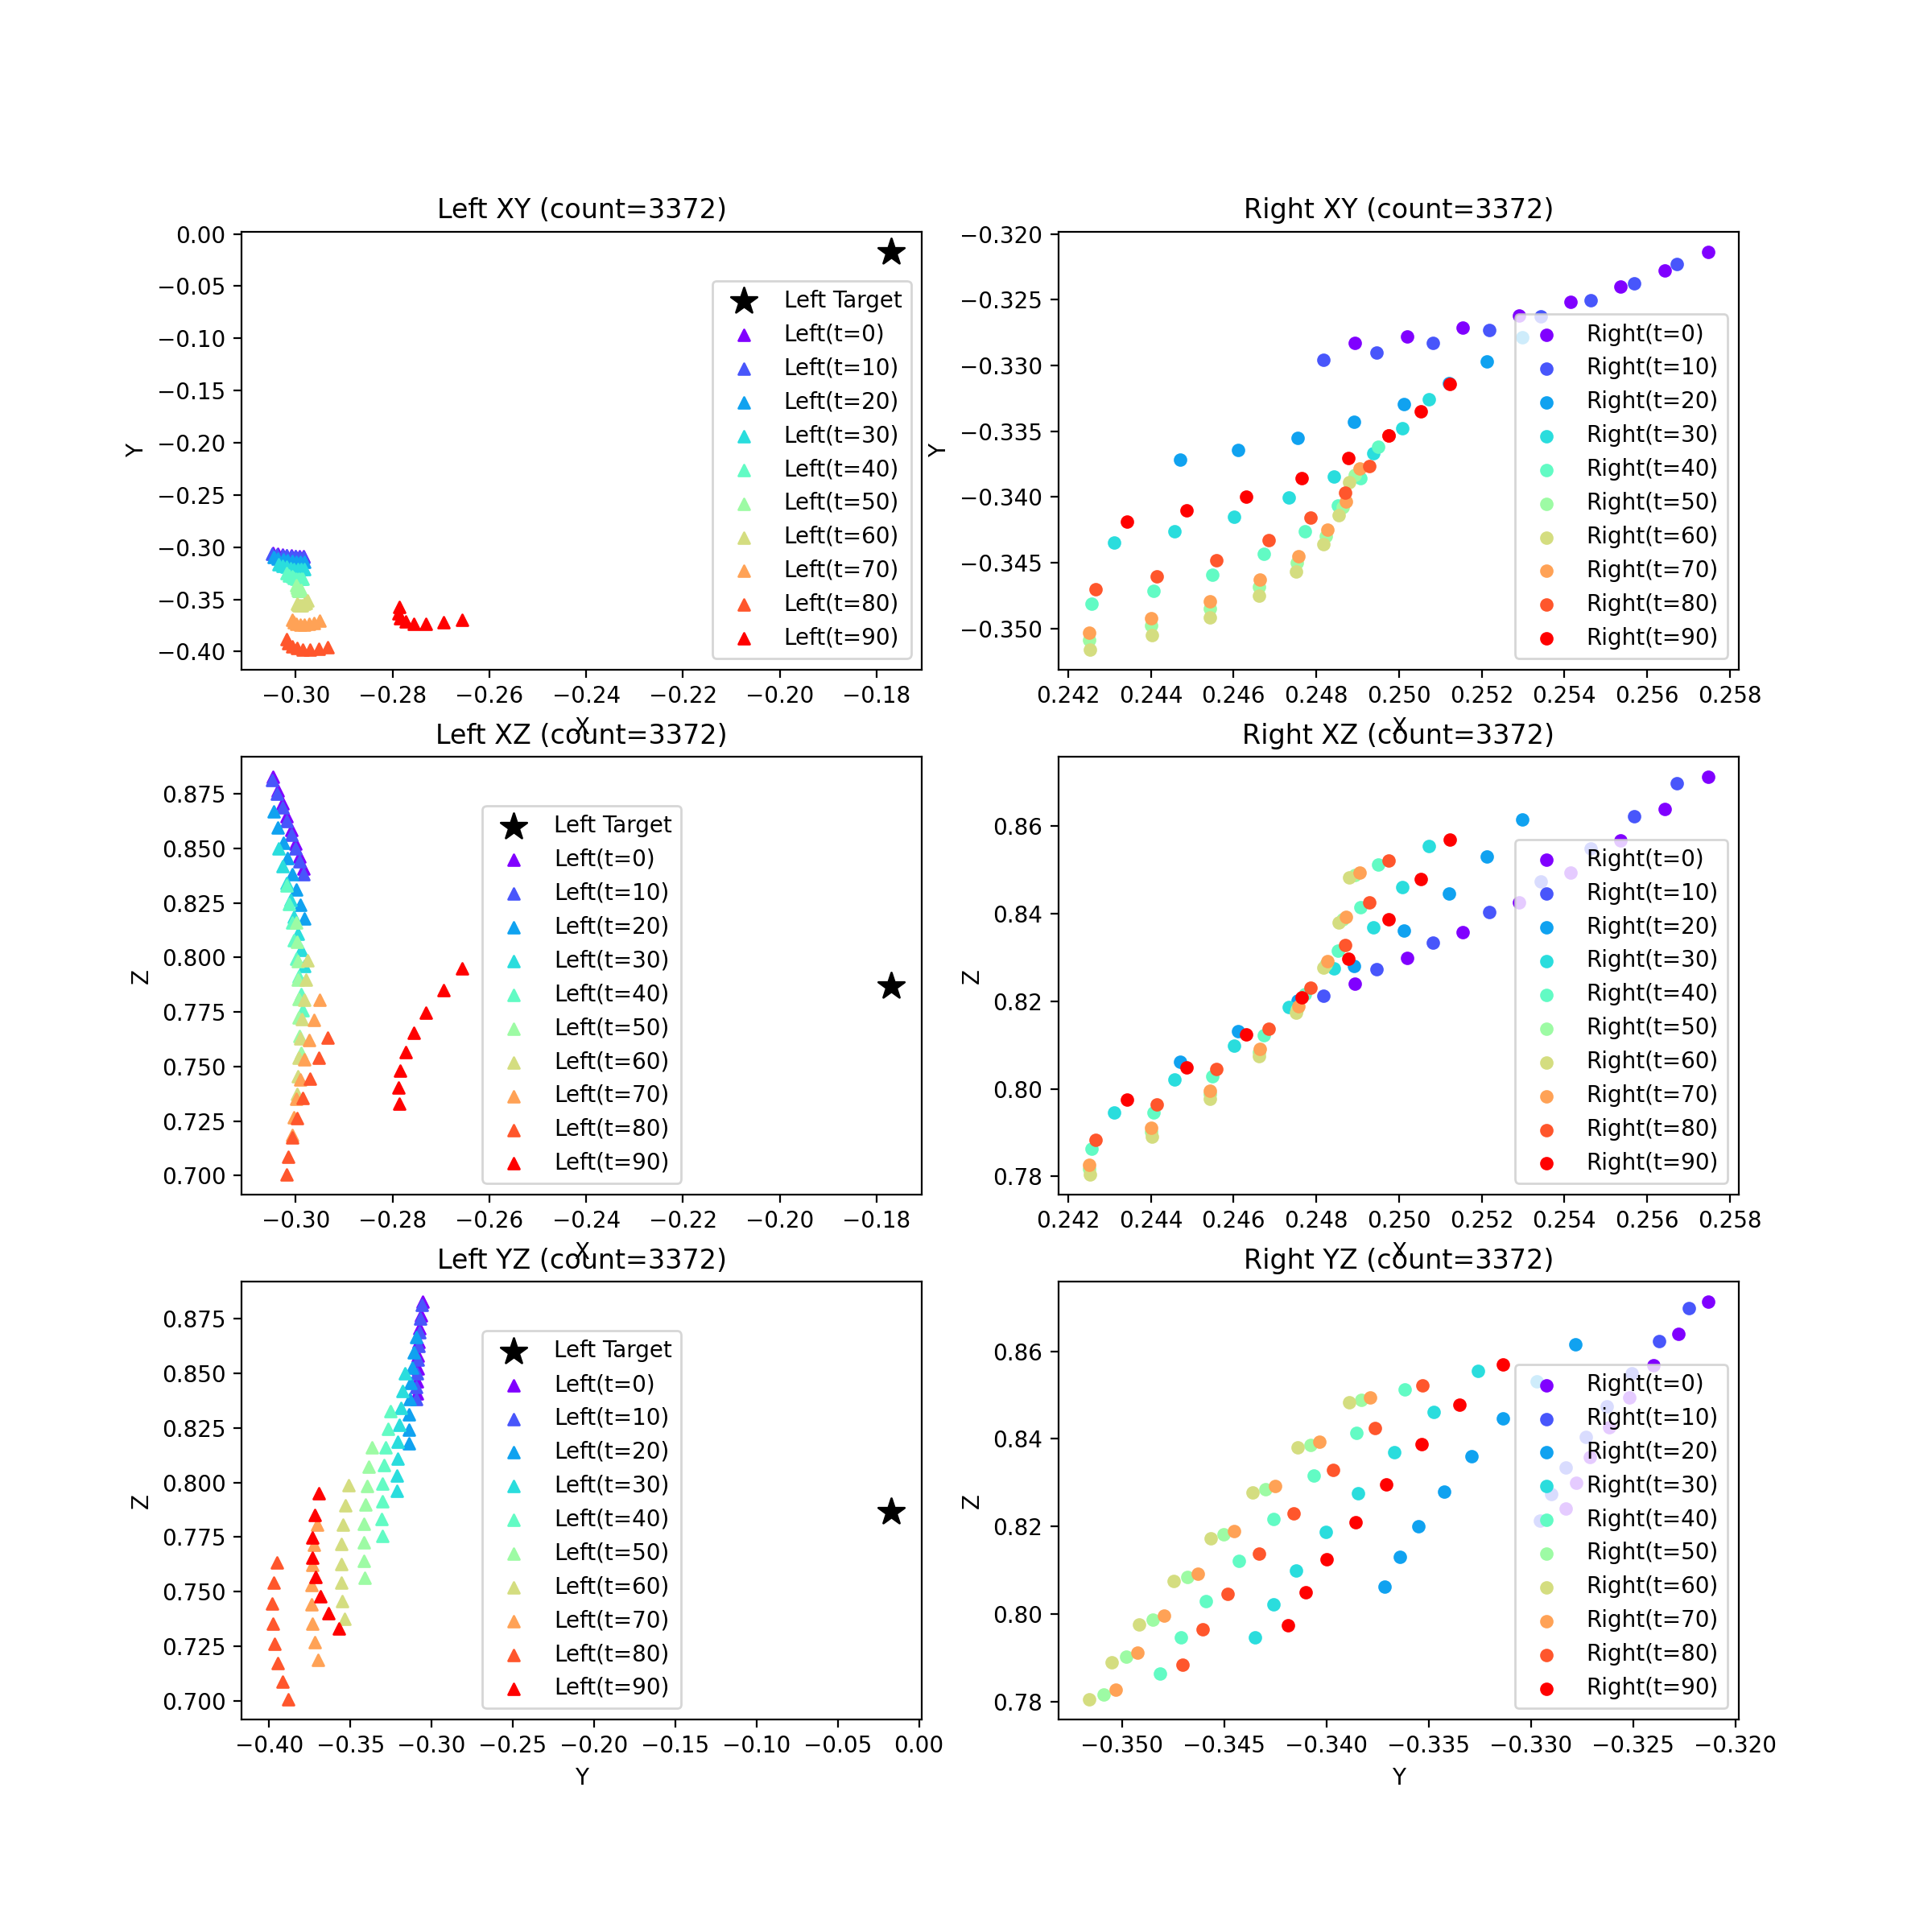 Left XY (count=3372)
0.00
−0.05
−0.10
−0.15
−0.20
−0.25
−0.30
−0.35
−0.40
Y
−0.30 −0.28 −0.26 −0.24 −0.22 −0.20 −0.18
X
Left Target
Left(t=0)
Left(t=10)
Left(t=20)
Left(t=30)
Left(t=40)
Left(t=50)
Left(t=60)
Left(t=70)
Left(t=80)
Left(t=90)
Right XY (count=3372)
−0.320
−0.325
−0.330
−0.335
−0.340
−0.345
−0.350
Y
0.242 0.244 0.246 0.248 0.250 0.252 0.254 0.256 0.258
X
Right(t=0)
Right(t=10)
Right(t=20)
Right(t=30)
Right(t=40)
Right(t=50)
Right(t=60)
Right(t=70)
Right(t=80)
Right(t=90)
Left XZ (count=3372)
0.875
0.850
0.825
0.800
0.775
0.750
0.725
0.700
Z
−0.30 −0.28 −0.26 −0.24 −0.22 −0.20 −0.18
X
Left Target
Left(t=0)
Left(t=10)
Left(t=20)
Left(t=30)
Left(t=40)
Left(t=50)
Left(t=60)
Left(t=70)
Left(t=80)
Left(t=90)
Right XZ (count=3372)
0.86
0.84
0.82
0.80
0.78
Z
0.242 0.244 0.246 0.248 0.250 0.252 0.254 0.256 0.258
X
Right(t=0)
Right(t=10)
Right(t=20)
Right(t=30)
Right(t=40)
Right(t=50)
Right(t=60)
Right(t=70)
Right(t=80)
Right(t=90)
Left YZ (count=3372)
0.875
0.850
0.825
0.800
0.775
0.750
0.725
0.700
Z
−0.40 −0.35 −0.30 −0.25 −0.20 −0.15 −0.10 −0.05 0.00
Y
Left Target
Left(t=0)
Left(t=10)
Left(t=20)
Left(t=30)
Left(t=40)
Left(t=50)
Left(t=60)
Left(t=70)
Left(t=80)
Left(t=90)
Right YZ (count=3372)
0.86
0.84
0.82
0.80
0.78
Z
−0.350 −0.345 −0.340 −0.335 −0.330 −0.325 −0.320
Y
Right(t=0)
Right(t=10)
Right(t=20)
Right(t=30)
Right(t=40)
Right(t=50)
Right(t=60)
Right(t=70)
Right(t=80)
Right(t=90)